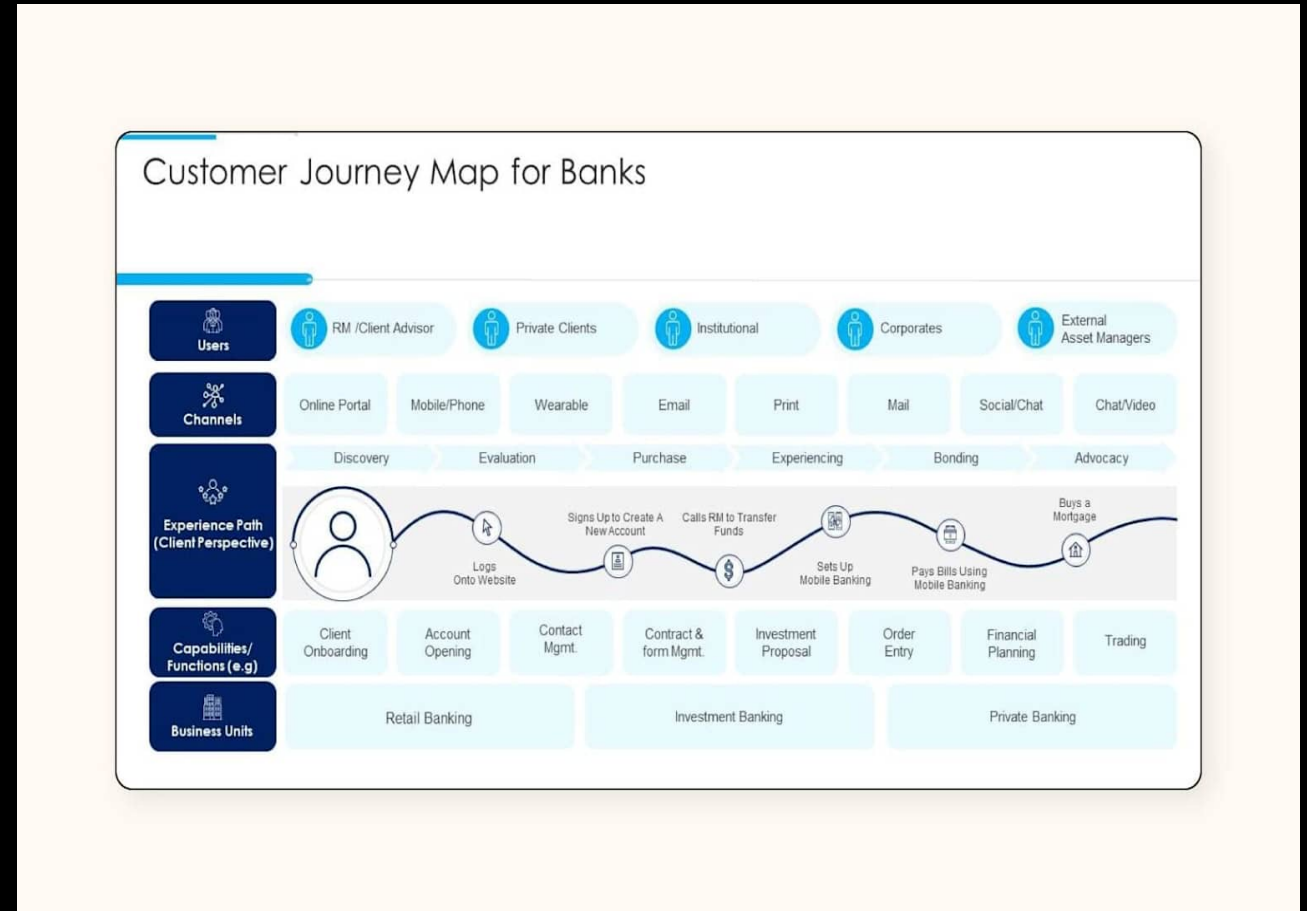 Customer Journey Map for Banks
Users
RM /Client Advisor
Private Clients
Institutional
Corporates
External
Asset Managers
Channels
Online Portal
Mobile/Phone
Wearable
Email
Print
Mail
Social/Chat
Chat/Video
Experience Path
(Client Perspective)
Discovery
Evaluation
Purchase
Experiencing
Bonding
Advocacy
Logs
Onto Website
Signs Up to Create A
New Account
Calls RM to Transfer
Funds
$
Sets Up
Mobile Banking
Pays Bills Using
Mobile Banking
Buys a
Mortgage
Capabilities/
Functions (e.g)
Client
Onboarding
Account
Opening
Contact
Mgmt.
Contract &
form Mgmt.
Investment
Proposal
Order
Entry
Financial
Planning
Trading
Business Units
Retail Banking
Investment Banking
Private Banking